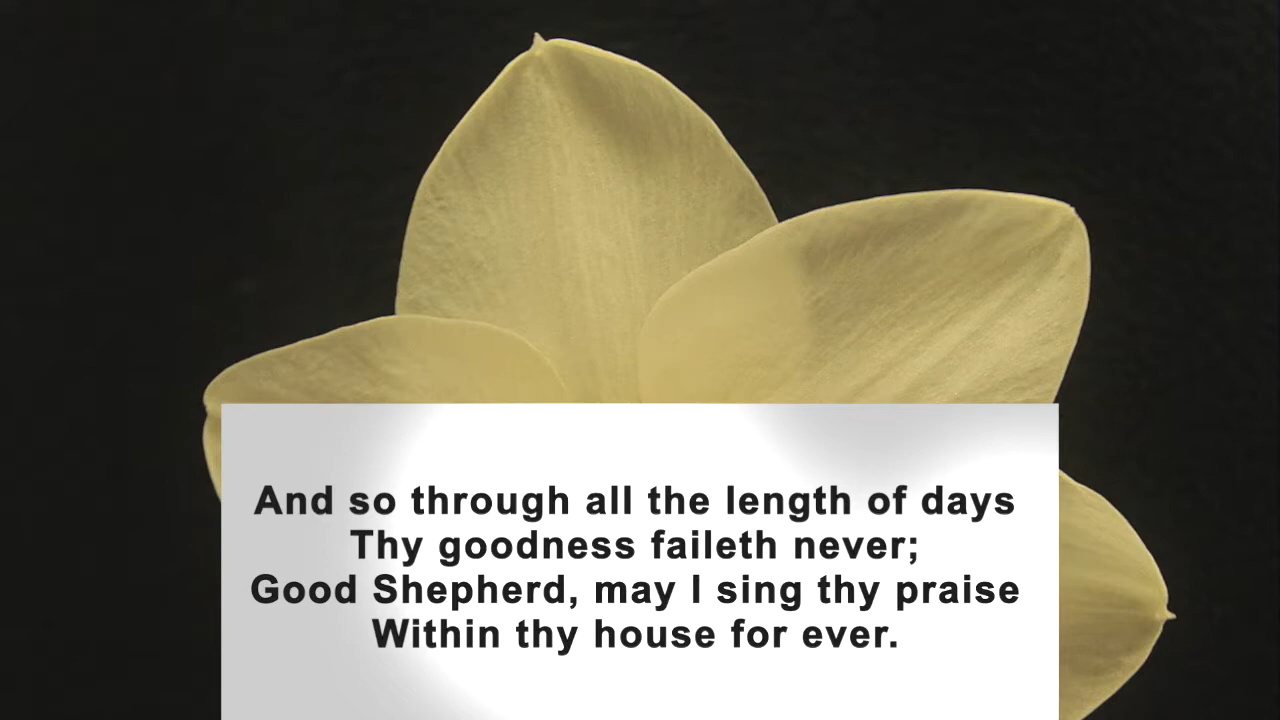 And so through all the length of days
Thy goodness faileth never;
Good Shepherd, may I sing thy praise
Within thy house for ever.